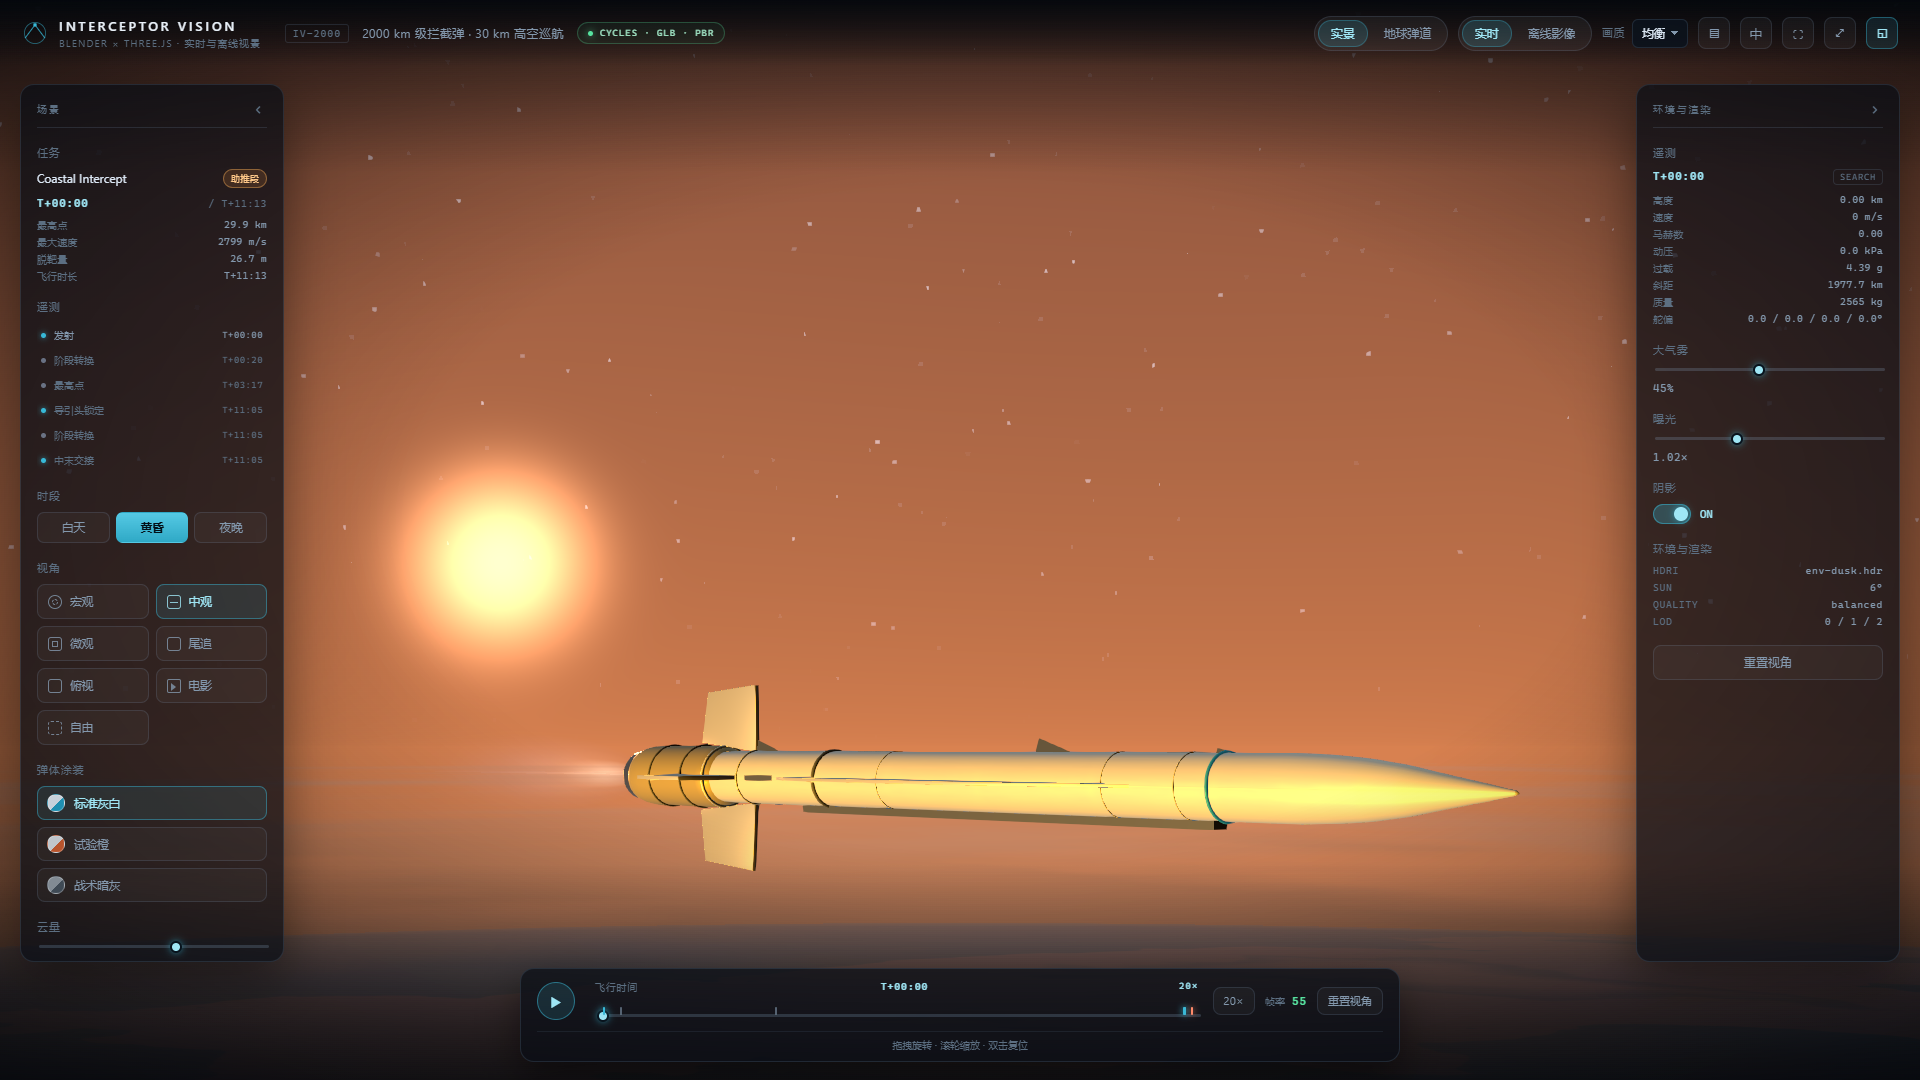 INTERCEPTOR VISION
BLENDER × THREE.JS · 实时与离线视景
IV-2000
2000 km 级拦截弹 · 30 km 高空巡航
CYCLES · GLB · PBR
实景
地球弹道
实时
离线影像
画质
均衡
中
场景
任务
Coastal Intercept
助推段
T+00:00
/ T+11:13
最高点
29.9 km
最大速度
2799 m/s
脱靶量
26.7 m
飞行时长
T+11:13
遥测
发射
T+00:00
阶段转换
T+00:20
最高点
T+03:17
导引头锁定
T+11:05
阶段转换
T+11:05
中末交接
T+11:05
时段
白天
黄昏
夜晚
视角
宏观
中观
微观
尾追
俯视
电影
自由
弹体涂装
标准灰白
试验橙
战术暗灰
云量
环境与渲染
遥测
T+00:00
SEARCH
高度
0.00 km
速度
0 m/s
马赫数
0.00
动压
0.0 kPa
过载
4.39 g
斜距
1977.7 km
质量
2565 kg
舵偏
0.0 / 0.0 / 0.0 / 0.0°
大气雾
45%
曝光
1.02×
阴影
ON
环境与渲染
HDRI
env-dusk.hdr
SUN
6°
QUALITY
balanced
LOD
0 / 1 / 2
重置视角
飞行时间
T+00:00
20×
20×
帧率 55
重置视角
拖拽旋转 · 滚轮缩放 · 双击复位